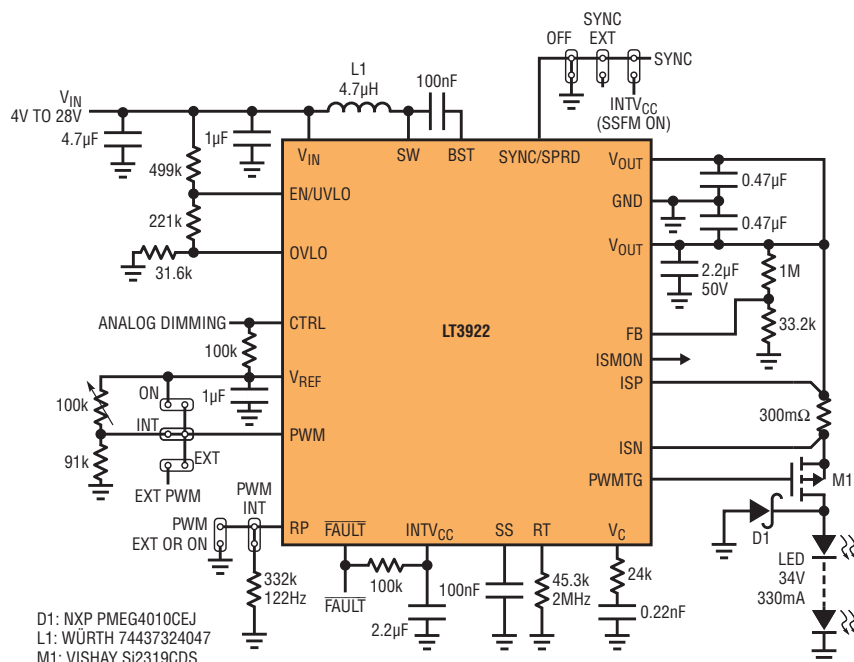 OFF
SYNC
EXT
SYNC
INTVCC
(SSFM ON)
L1
4.7µH
100nF
VIN
4V TO 28V
4.7µF
1µF
499k
221k
31.6k
VIN
SW
BST
SYNC/SPRD
VOUT
GND
VOUT
0.47µF
0.47µF
2.2µF
50V
1M
33.2k
EN/UVLO
OVLO
ANALOG DIMMING
CTRL
100k
VREF
1µF
LT3922
FB
ISMON
ISP
300mΩ
ISN
PWMTG
M1
100k
ON
INT
PWM
91k
EXT
EXT PWM
PWM
EXT OR ON
PWM
INT
RP
332k
122Hz
FAULT
INTVCC
SS
RT
VC
FAULT
100k
2.2µF
100nF
45.3k
2MHz
24k
0.22nF
D1
LED
34V
330mA
D1: NXP PMEG4010CEJ
L1: WÜRTH 74437324047
M1: VISHAY Si2319CDS